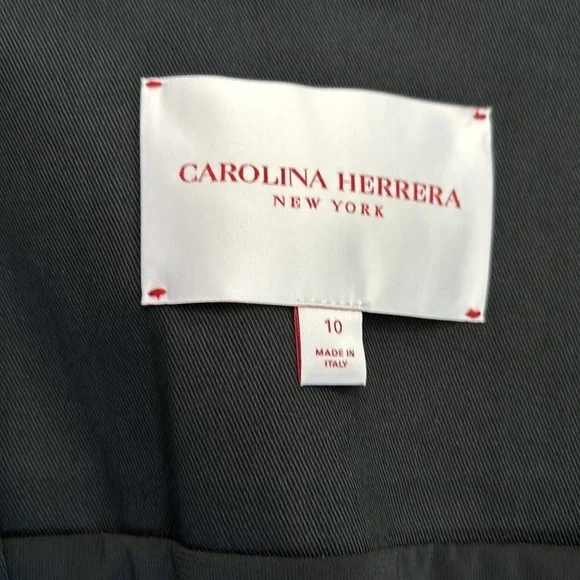 CAROLINA HERRERA
NEW YORK
10
MADE IN
ITALY